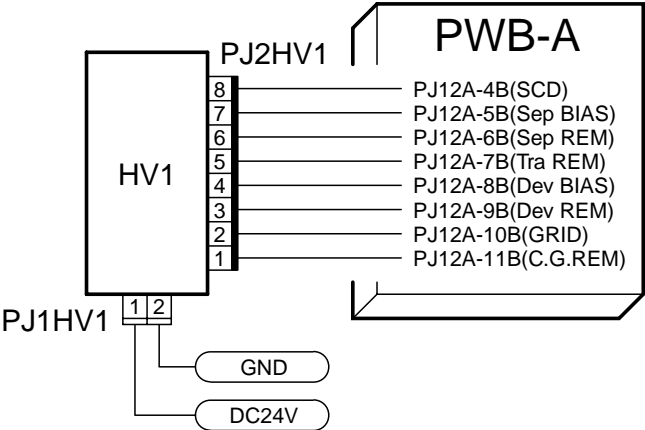 PWB-A
PJ2HV1
8 PJ12A-4B(SCD)
7 PJ12A-5B(Sep BIAS)
6 PJ12A-6B(Sep REM)
HV1
5 PJ12A-7B(Tra REM)
4 PJ12A-8B(Dev BIAS)
3 PJ12A-9B(Dev REM)
2 PJ12A-10B(GRID)
1 PJ12A-11B(C.G.REM)
PJ1HV1
1 2
GND
DC24V